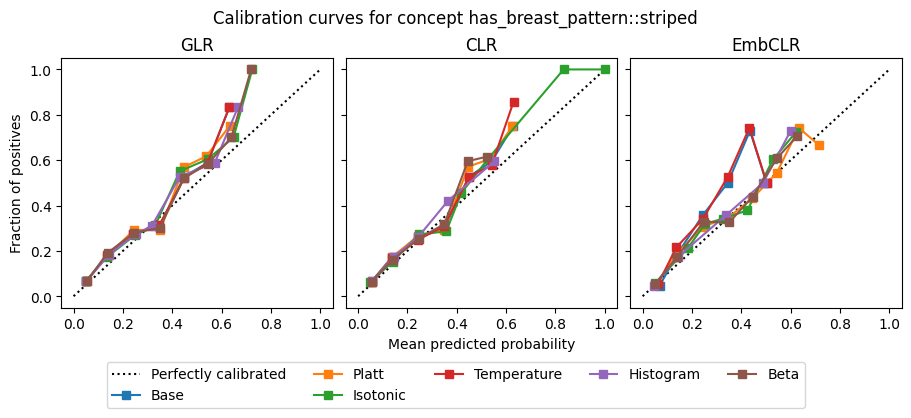 Calibration curves for concept has_breast_pattern::striped
GLR
CLR
EmbCLR
Fraction of positives
1.0
0.8
0.6
0.4
0.2
0.0
0.0 0.2 0.4 0.6 0.8 1.0
0.0 0.2 0.4 0.6 0.8 1.0
0.0 0.2 0.4 0.6 0.8 1.0
Mean predicted probability
Perfectly calibrated Platt Temperature Histogram Beta
Base Isotonic